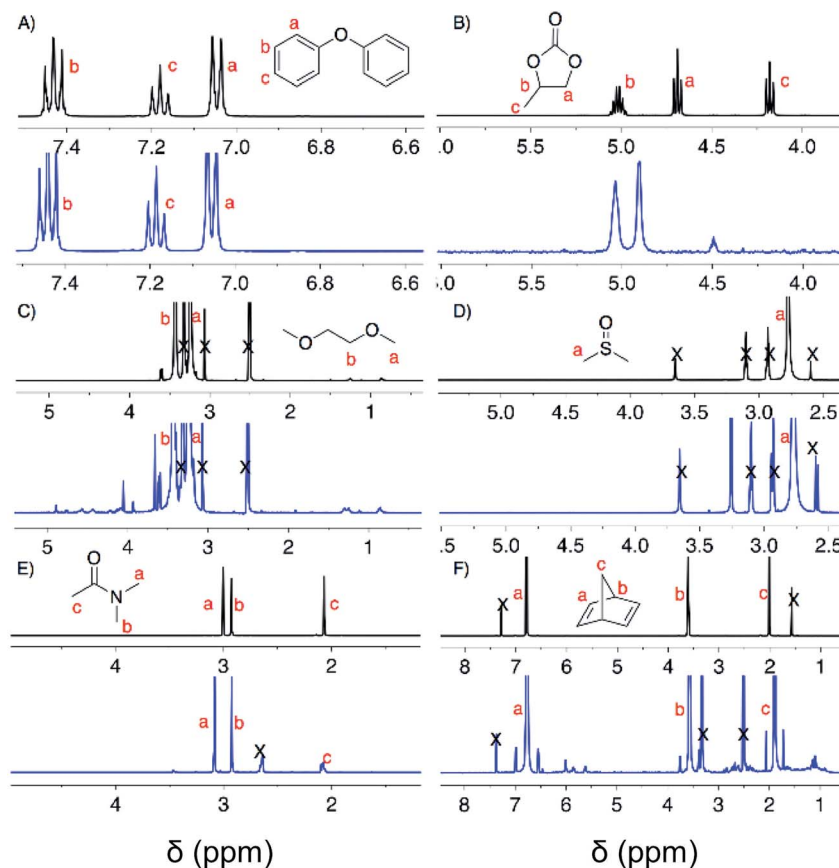 A)
O
a
b
c
b
c
a
7.4 7.2 7.0 6.8 6.6
b
c
a
7.4 7.2 7.0 6.8 6.6
B)
O
O O
b
a
c
b
a
c
5.5 5.0 4.5 4.0
5.5 5.0 4.5 4.0
C)
b
a
O
O
b
a
X X X
5 4 3 2 1
b
a
X X X
5 4 3 2 1
D)
O
S
a
a
X X X X
5.0 4.5 4.0 3.5 3.0 2.5
a
X
X X X
5.0 4.5 4.0 3.5 3.0 2.5
E)
O
N
a
c
b
a b c
4 3 2
a b
X
c
4 3 2
F)
c
b
a
a
b
c
X
X
8 7 6 5 4 3 2 1
a
b
c
X X X
8 7 6 5 4 3 2 1
δ (ppm)
δ (ppm)